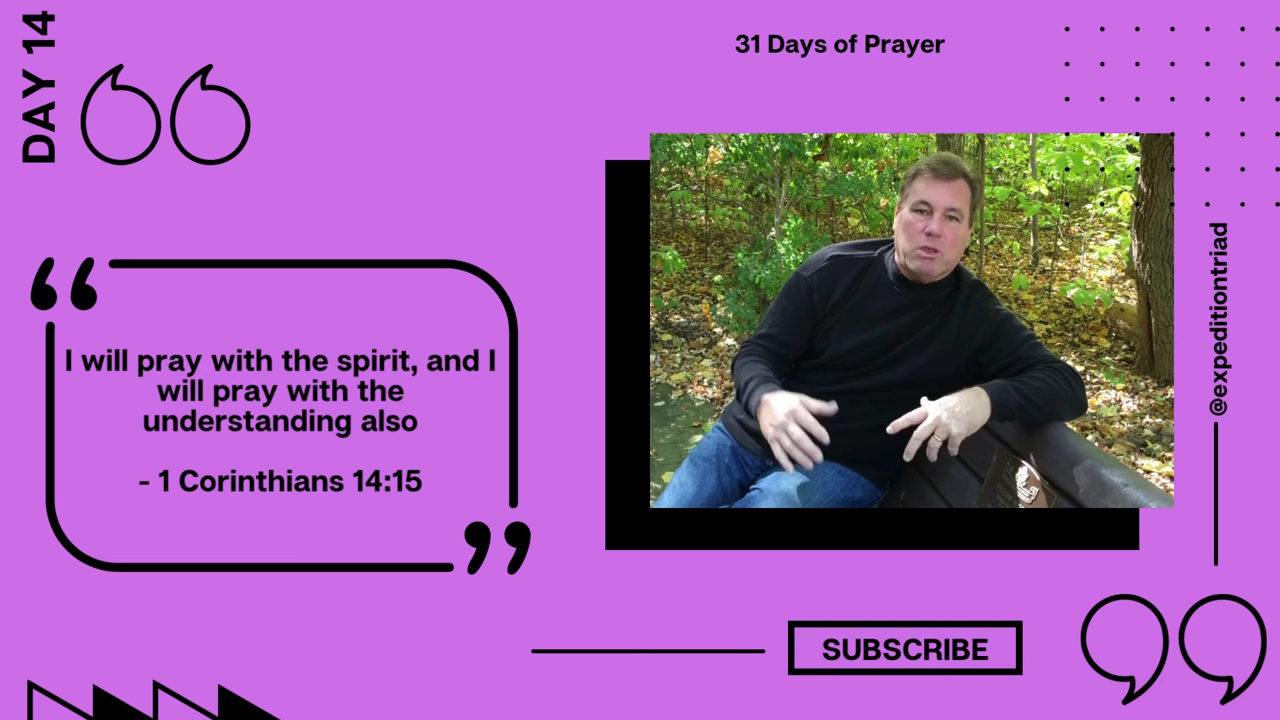 DAY 14
31 Days of Prayer
I will pray with the spirit, and I
will pray with the
understanding also
- 1 Corinthians 14:15
@expeditiontriad
SUBSCRIBE